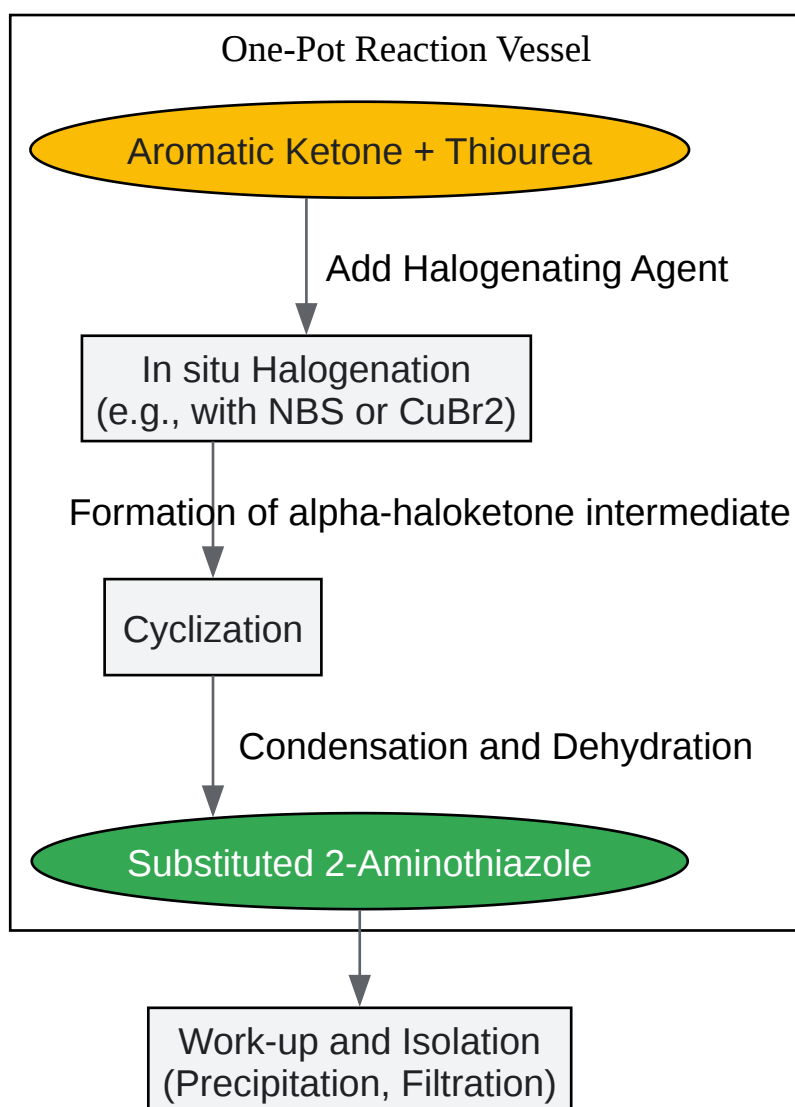 One-Pot Reaction Vessel
Aromatic Ketone + Thiourea
Add Halogenating Agent
In situ Halogenation
(e.g., with NBS or CuBr2)
Formation of alpha-haloketone intermediate
Cyclization
Condensation and Dehydration
Substituted 2-Aminothiazole
Work-up and Isolation
(Precipitation, Filtration)